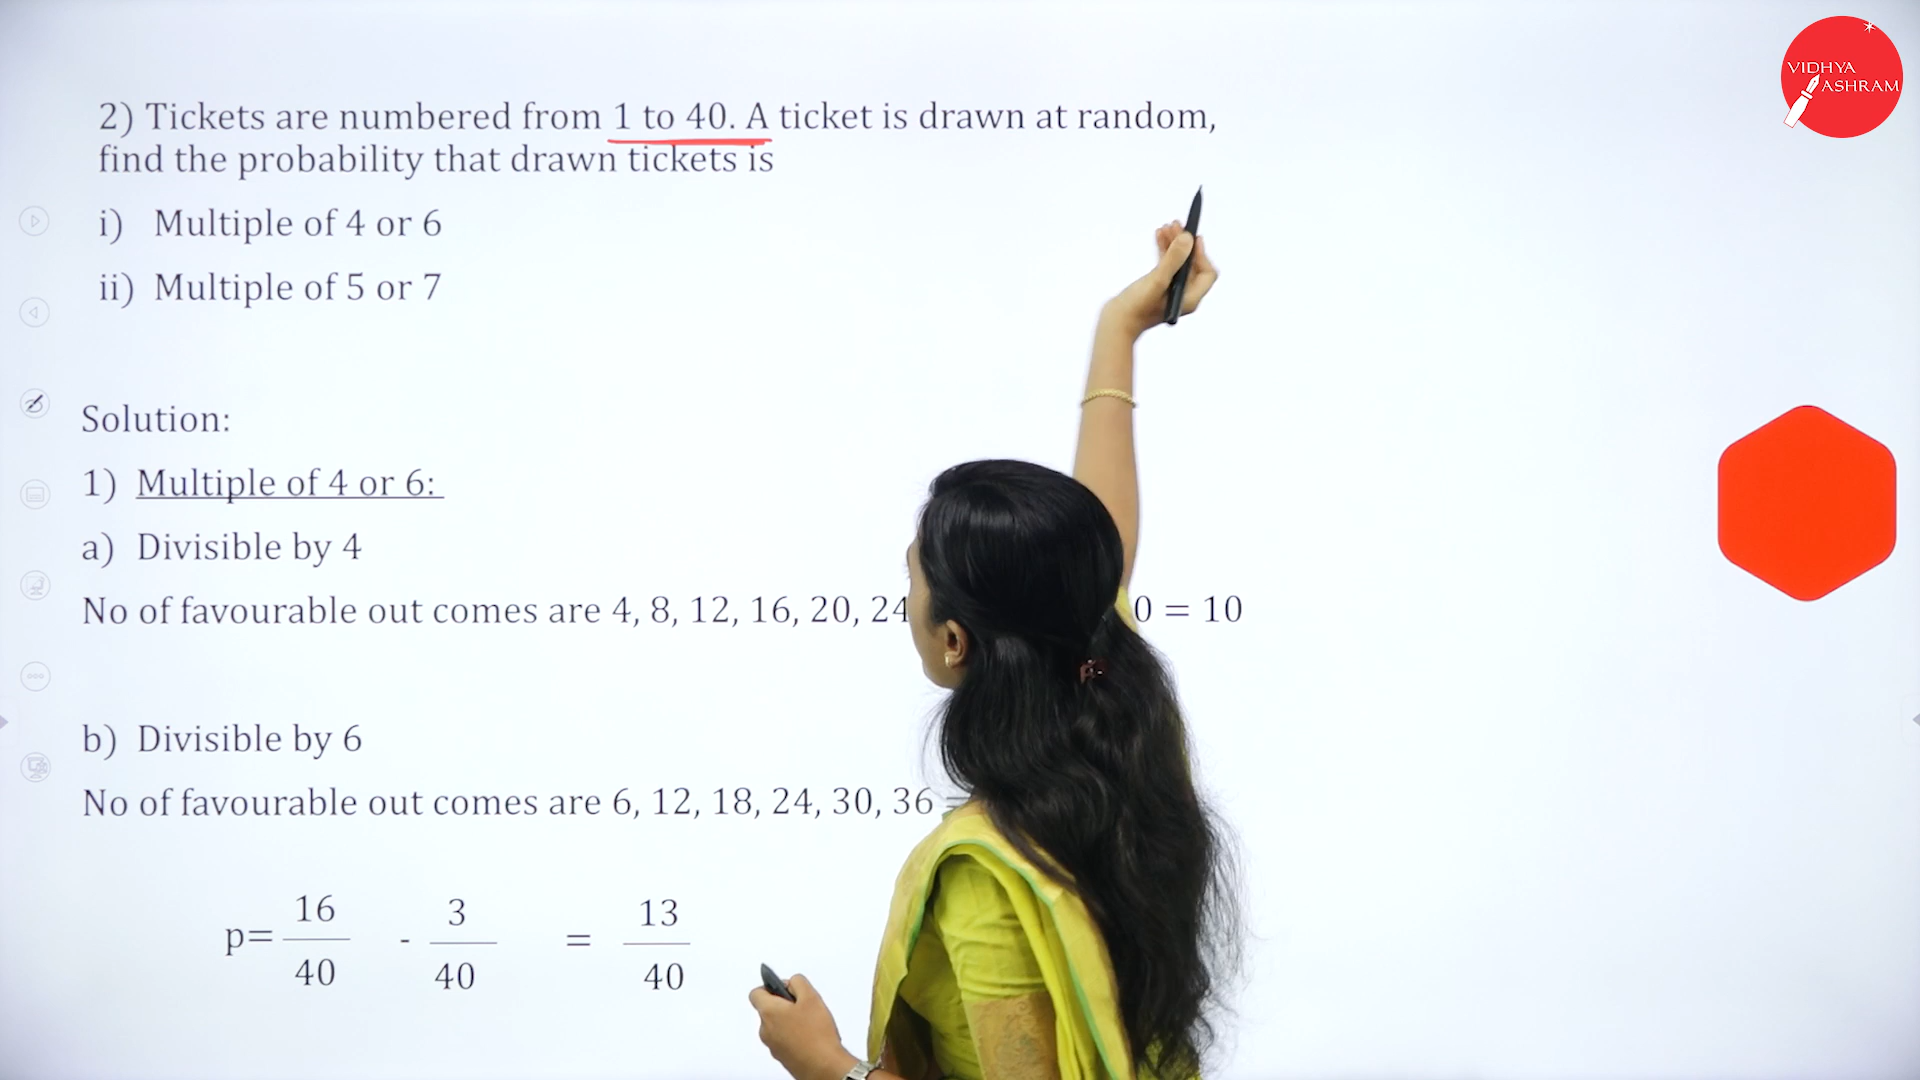 VIDHYA
ASHRAM
2) Tickets are numbered from 1 to 40. A ticket is drawn at random,
find the probability that drawn tickets is
i) Multiple of 4 or 6
ii) Multiple of 5 or 7
Solution:
1) Multiple of 4 or 6:
a) Divisible by 4
No of favourable out comes are 4, 8, 12, 16, 20, 24 0 = 10
b) Divisible by 6
No of favourable out comes are 6, 12, 18, 24, 30, 36 =
p= 16/40 - 3/40 = 13/40